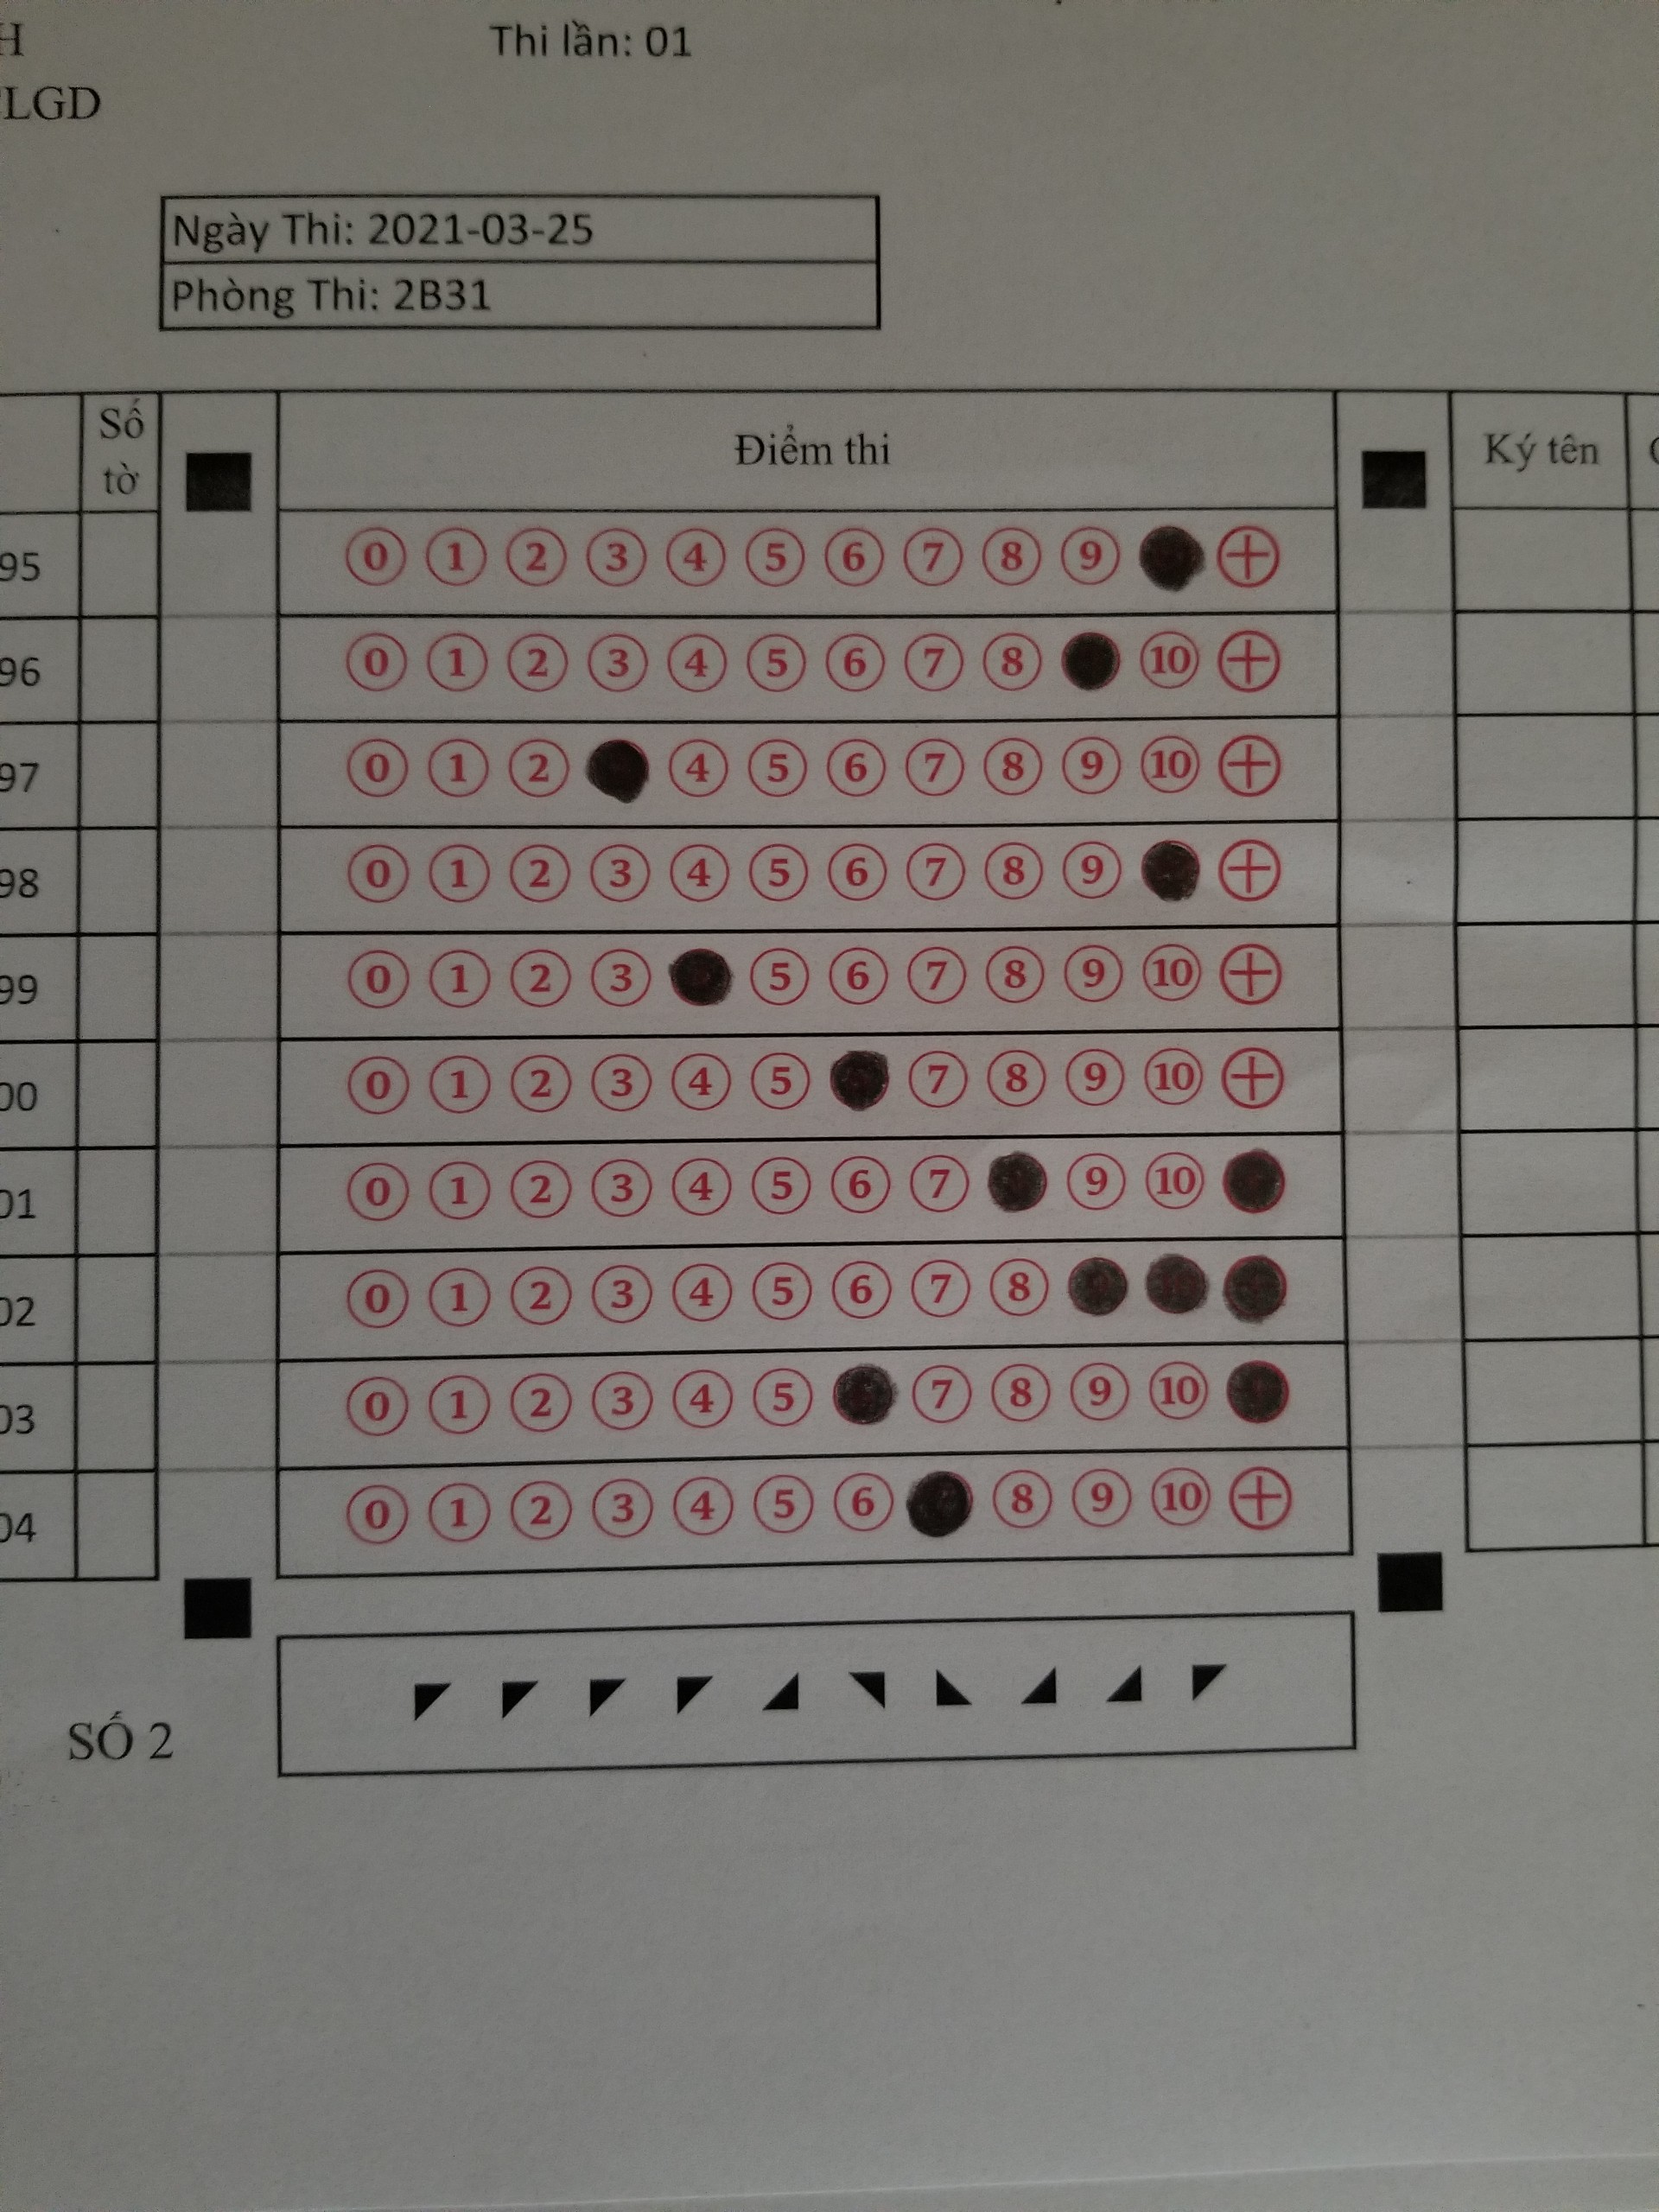 H
Thi lần: 01
LGD
Ngày Thi: 2021-03-25
Phòng Thi: 2B31
Số tờ
Điểm thi
Ký tên
95 0 1 2 3 4 5 6 7 8 9 +
96 0 1 2 3 4 5 6 7 8 10 +
97 0 1 2 4 5 6 7 8 9 10 +
98 0 1 2 3 4 5 6 7 8 9 +
99 0 1 2 3 5 6 7 8 9 10 +
00 0 1 2 3 4 5 7 8 9 10 +
01 0 1 2 3 4 5 6 7 9 10
02 0 1 2 3 4 5 6 7 8
03 0 1 2 3 4 5 7 8 9 10
04 0 1 2 3 4 5 6 8 9 10 +
SỐ 2